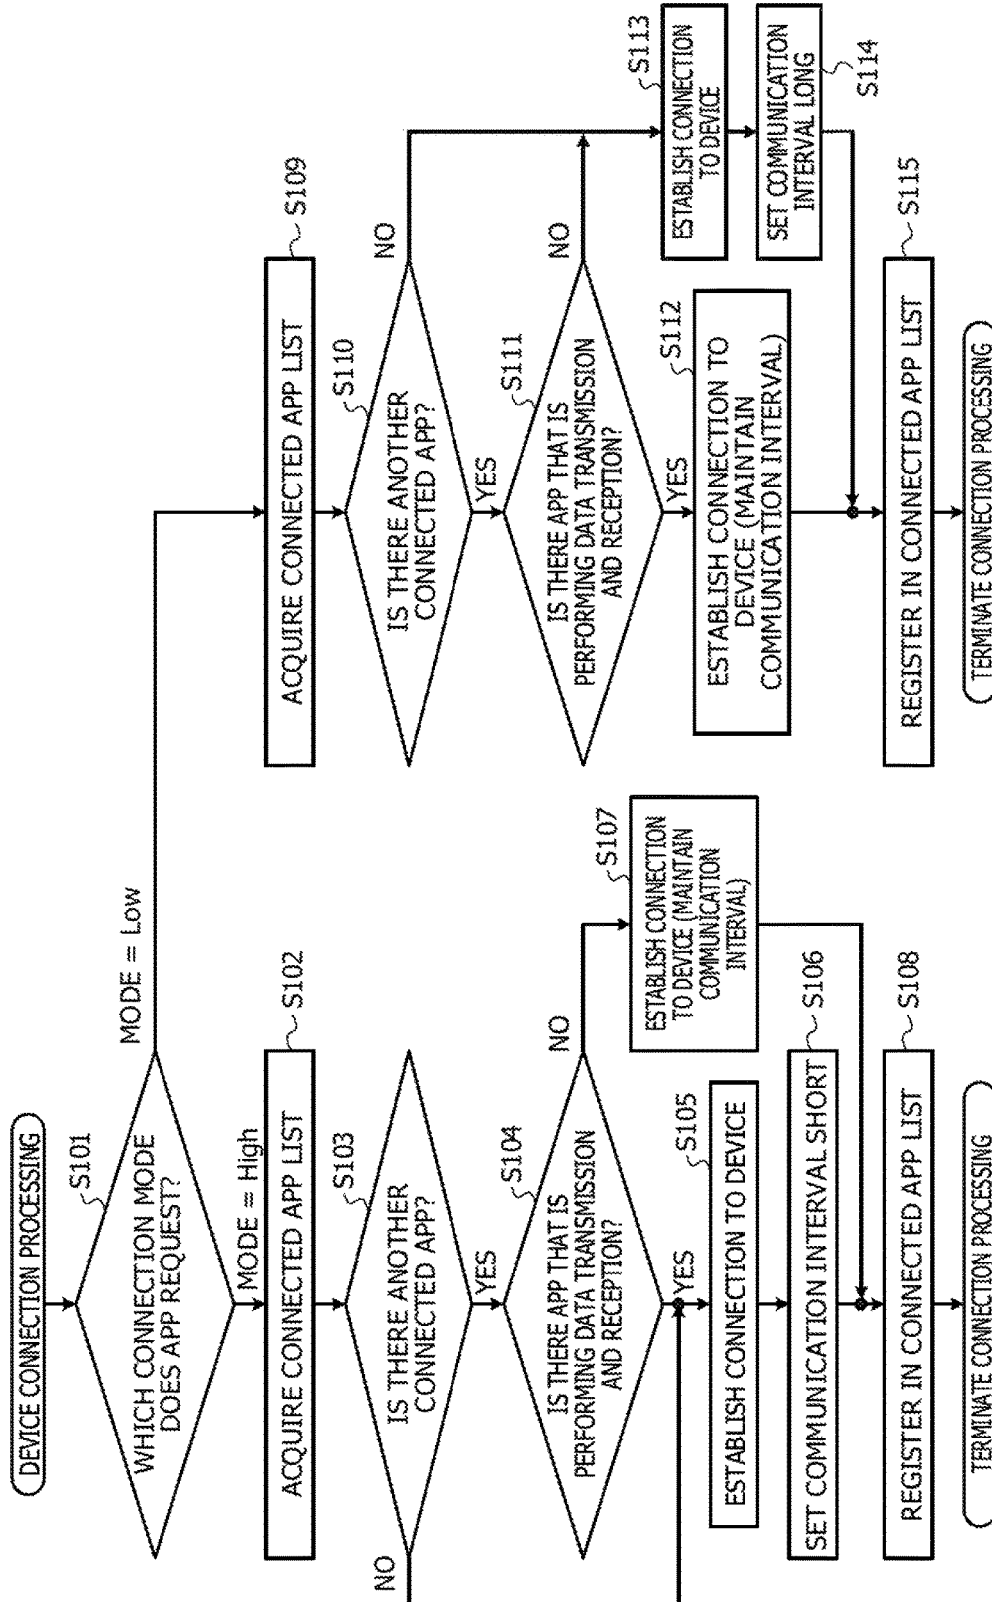 DEVICE CONNECTION PROCESSING
S101
WHICH CONNECTION MODE
DOES APP REQUEST?
MODE = Low
MODE = High
S102
ACQUIRE CONNECTED APP LIST
S103
IS THERE ANOTHER
CONNECTED APP?
NO
YES
S104
IS THERE APP THAT IS
PERFORMING DATA TRANSMISSION
AND RECEPTION?
NO
YES
S105
ESTABLISH CONNECTION TO DEVICE
S106
SET COMMUNICATION INTERVAL SHORT
S107
ESTABLISH CONNECTION
TO DEVICE (MAINTAIN
COMMUNICATION
INTERVAL)
S108
REGISTER IN CONNECTED APP LIST
TERMINATE CONNECTION PROCESSING
S109
ACQUIRE CONNECTED APP LIST
S110
IS THERE ANOTHER
CONNECTED APP?
NO
YES
S111
IS THERE APP THAT IS
PERFORMING DATA TRANSMISSION
AND RECEPTION?
NO
YES
S112
ESTABLISH CONNECTION TO
DEVICE (MAINTAIN
COMMUNICATION INTERVAL)
S113
ESTABLISH CONNECTION
TO DEVICE
S114
SET COMMUNICATION
INTERVAL LONG
S115
REGISTER IN CONNECTED APP LIST
TERMINATE CONNECTION PROCESSING